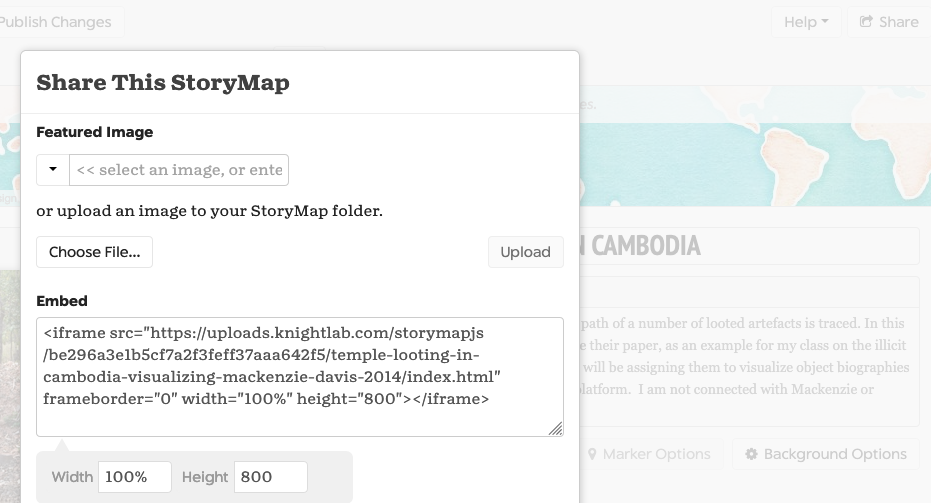 Publish Changes
Help
Share
Share This StoryMap
es.
Featured Image
<< select an image, or ente
or upload an image to your StoryMap folder.
N CAMBODIA
Choose File...
Upload
Embed
<iframe src="https://uploads.knightlab.com/storymapjs
/be296a3e1b5cf7a2f3feff37aaa642f5/temple-looting-in-
cambodia-visualizing-mackenzie-davis-2014/index.html"
frameborder="0" width="100%" height="800"></iframe>
path of a number of looted artefacts is traced. In this
e their paper, as an example for my class on the illicit
will be assigning them to visualize object biographies
latform. I am not connected with Mackenzie or
Marker Options
Background Options
Width 100% Height 800